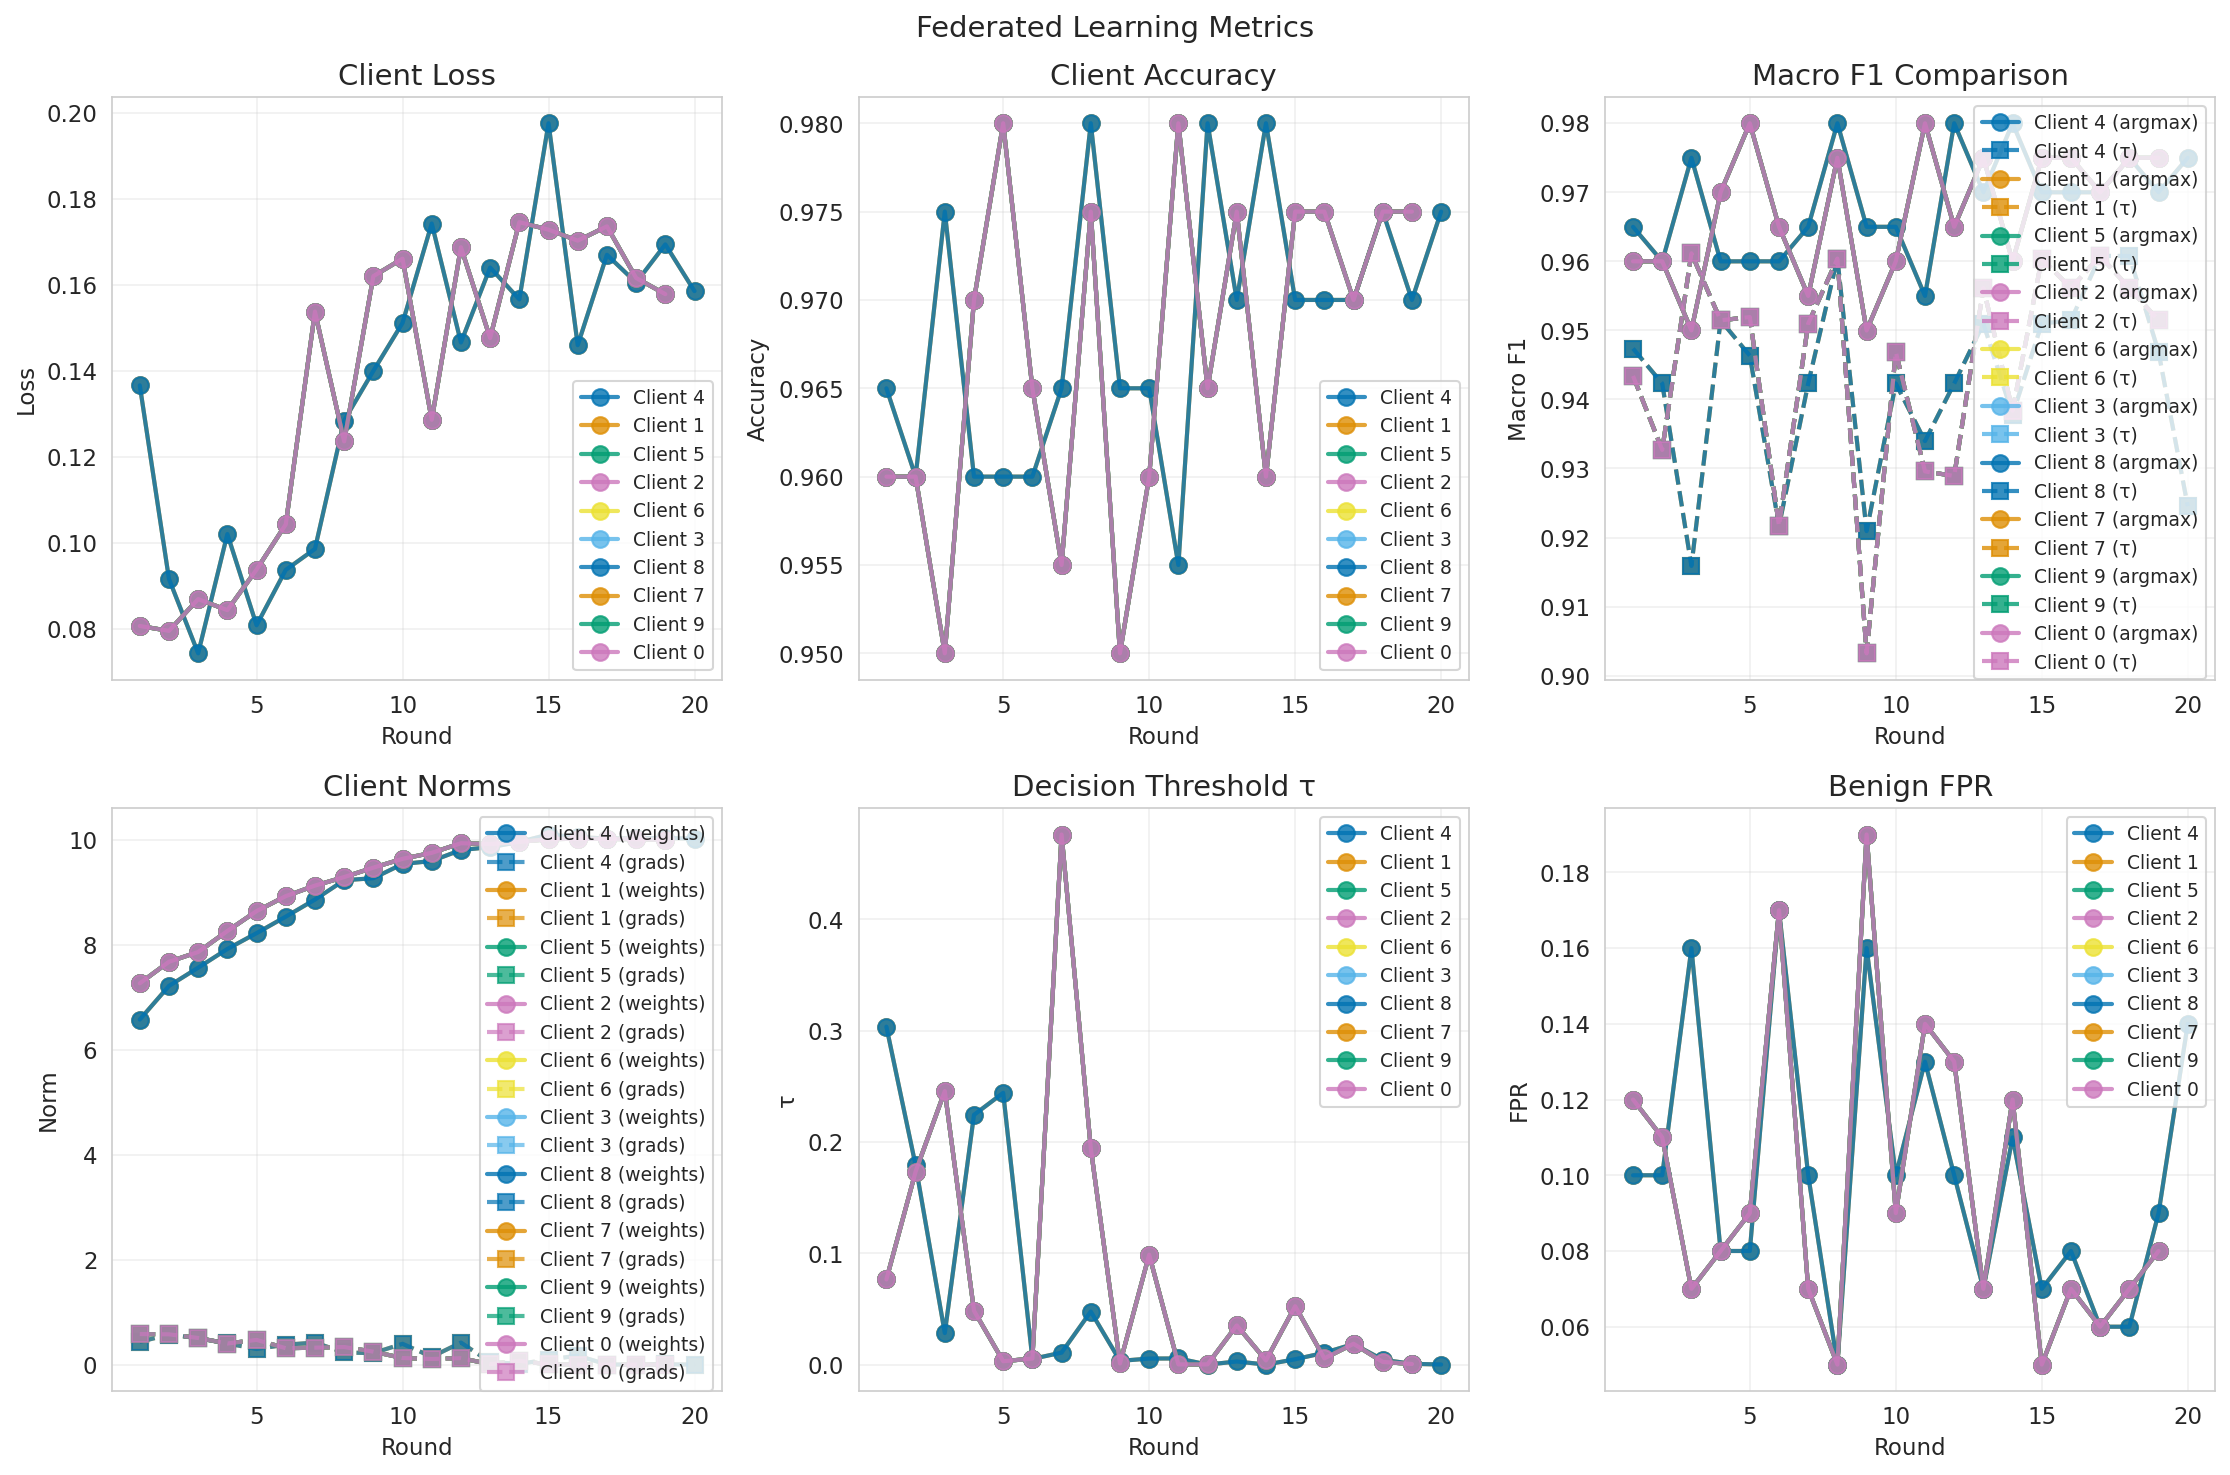 Federated Learning Metrics
Client Loss
0.20
0.18
0.16
0.14
0.12
0.10
0.08
Loss
5 10 15 20
Round
Client 4
Client 1
Client 5
Client 2
Client 6
Client 3
Client 8
Client 7
Client 9
Client 0
Client Accuracy
0.980
0.975
0.970
0.965
0.960
0.955
0.950
Accuracy
5 10 15 20
Round
Client 4
Client 1
Client 5
Client 2
Client 6
Client 3
Client 8
Client 7
Client 9
Client 0
Macro F1 Comparison
0.98
0.97
0.96
0.95
0.94
0.93
0.92
0.91
0.90
Macro F1
5 10 15 20
Round
Client 4 (argmax)
Client 4 (τ)
Client 1 (argmax)
Client 1 (τ)
Client 5 (argmax)
Client 5 (τ)
Client 2 (argmax)
Client 2 (τ)
Client 6 (argmax)
Client 6 (τ)
Client 3 (argmax)
Client 3 (τ)
Client 8 (argmax)
Client 8 (τ)
Client 7 (argmax)
Client 7 (τ)
Client 9 (argmax)
Client 9 (τ)
Client 0 (argmax)
Client 0 (τ)
Client Norms
10
8
6
4
2
0
Norm
5 10 15 20
Round
Client 4 (weights)
Client 4 (grads)
Client 1 (weights)
Client 1 (grads)
Client 5 (weights)
Client 5 (grads)
Client 2 (weights)
Client 2 (grads)
Client 6 (weights)
Client 6 (grads)
Client 3 (weights)
Client 3 (grads)
Client 8 (weights)
Client 8 (grads)
Client 7 (weights)
Client 7 (grads)
Client 9 (weights)
Client 9 (grads)
Client 0 (weights)
Client 0 (grads)
Decision Threshold τ
0.4
0.3
0.2
0.1
0.0
τ
5 10 15 20
Round
Client 4
Client 1
Client 5
Client 2
Client 6
Client 3
Client 8
Client 7
Client 9
Client 0
Benign FPR
0.18
0.16
0.14
0.12
0.10
0.08
0.06
FPR
5 10 15 20
Round
Client 4
Client 1
Client 5
Client 2
Client 6
Client 3
Client 8
Client 7
Client 9
Client 0